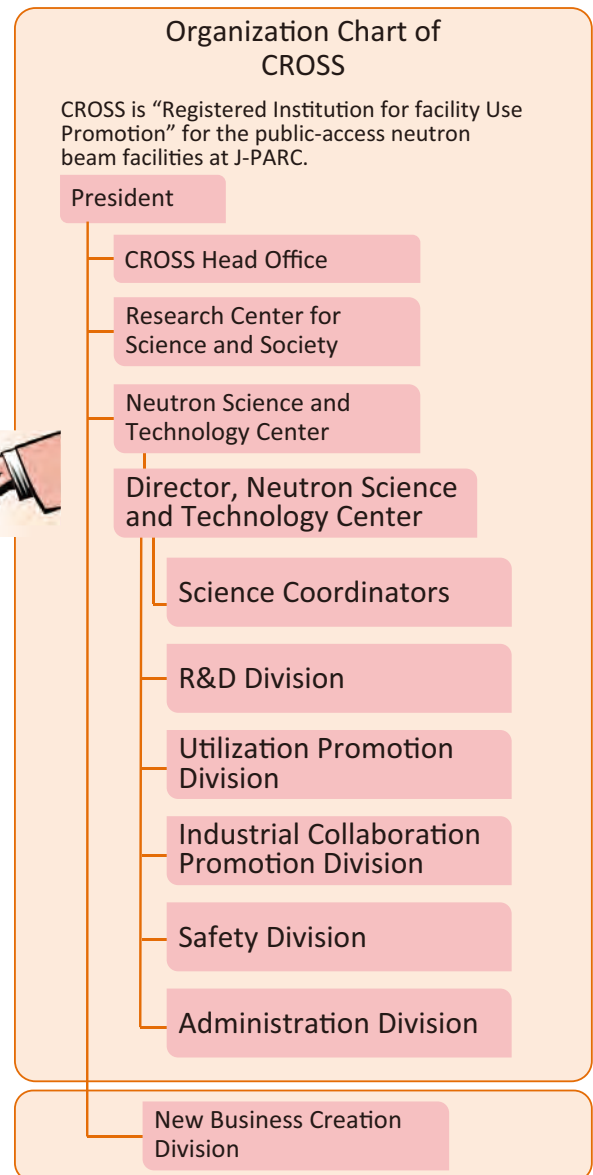 Organization Chart of
CROSS
CROSS is “Registered Institution for facility Use
Promotion” for the public-access neutron
beam facilities at J-PARC.
President
CROSS Head Office
Research Center for
Science and Society
Neutron Science and
Technology Center
Director, Neutron Science
and Technology Center
Science Coordinators
R&D Division
Utilization Promotion
Division
Industrial Collaboration
Promotion Division
Safety Division
Administration Division
New Business Creation
Division